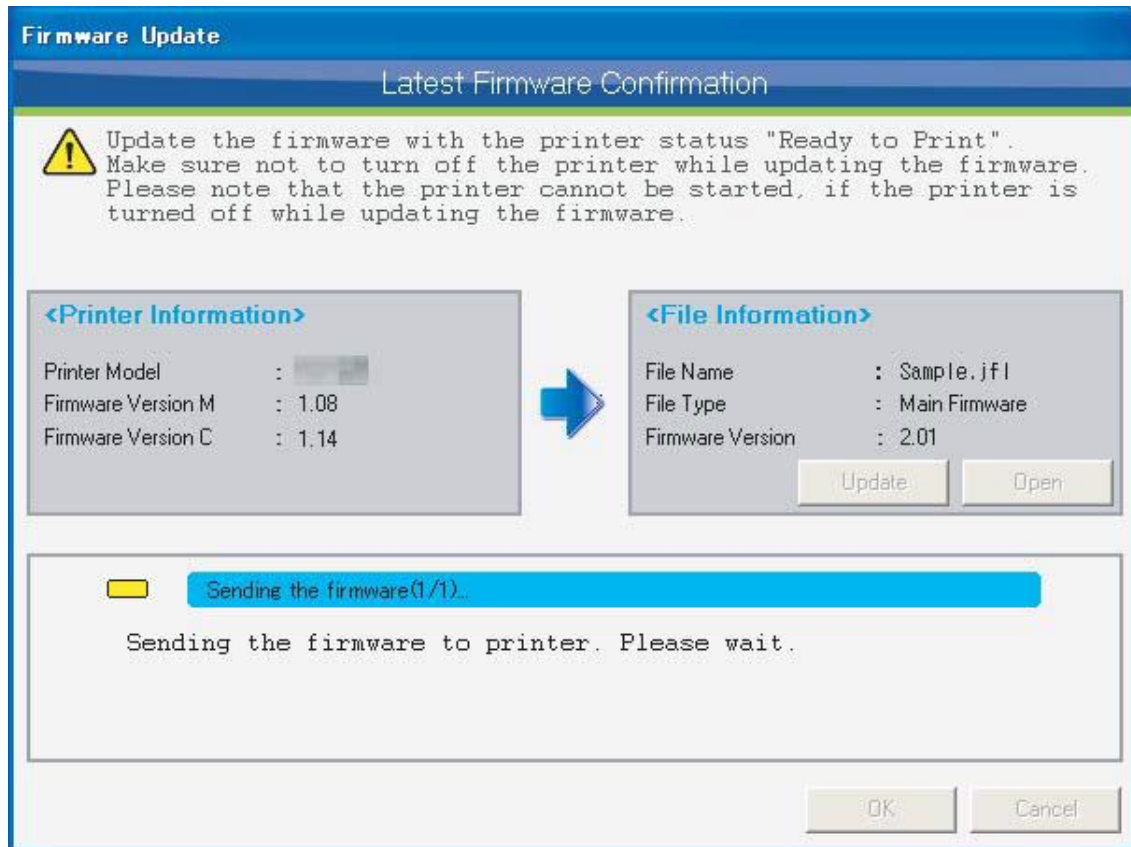 Firmware Update
Latest Firmware Confirmation
Update the firmware with the printer status "Ready to Print".
Make sure not to turn off the printer while updating the firmware.
Please note that the printer cannot be started, if the printer is
turned off while updating the firmware.
<Printer Information>
Printer Model :
Firmware Version M : 1.08
Firmware Version C : 1.14
<File Information>
File Name : Sample.jfl
File Type : Main Firmware
Firmware Version : 2.01
Update Open
Sending the firmware(1/1)...
Sending the firmware to printer. Please wait.
OK Cancel